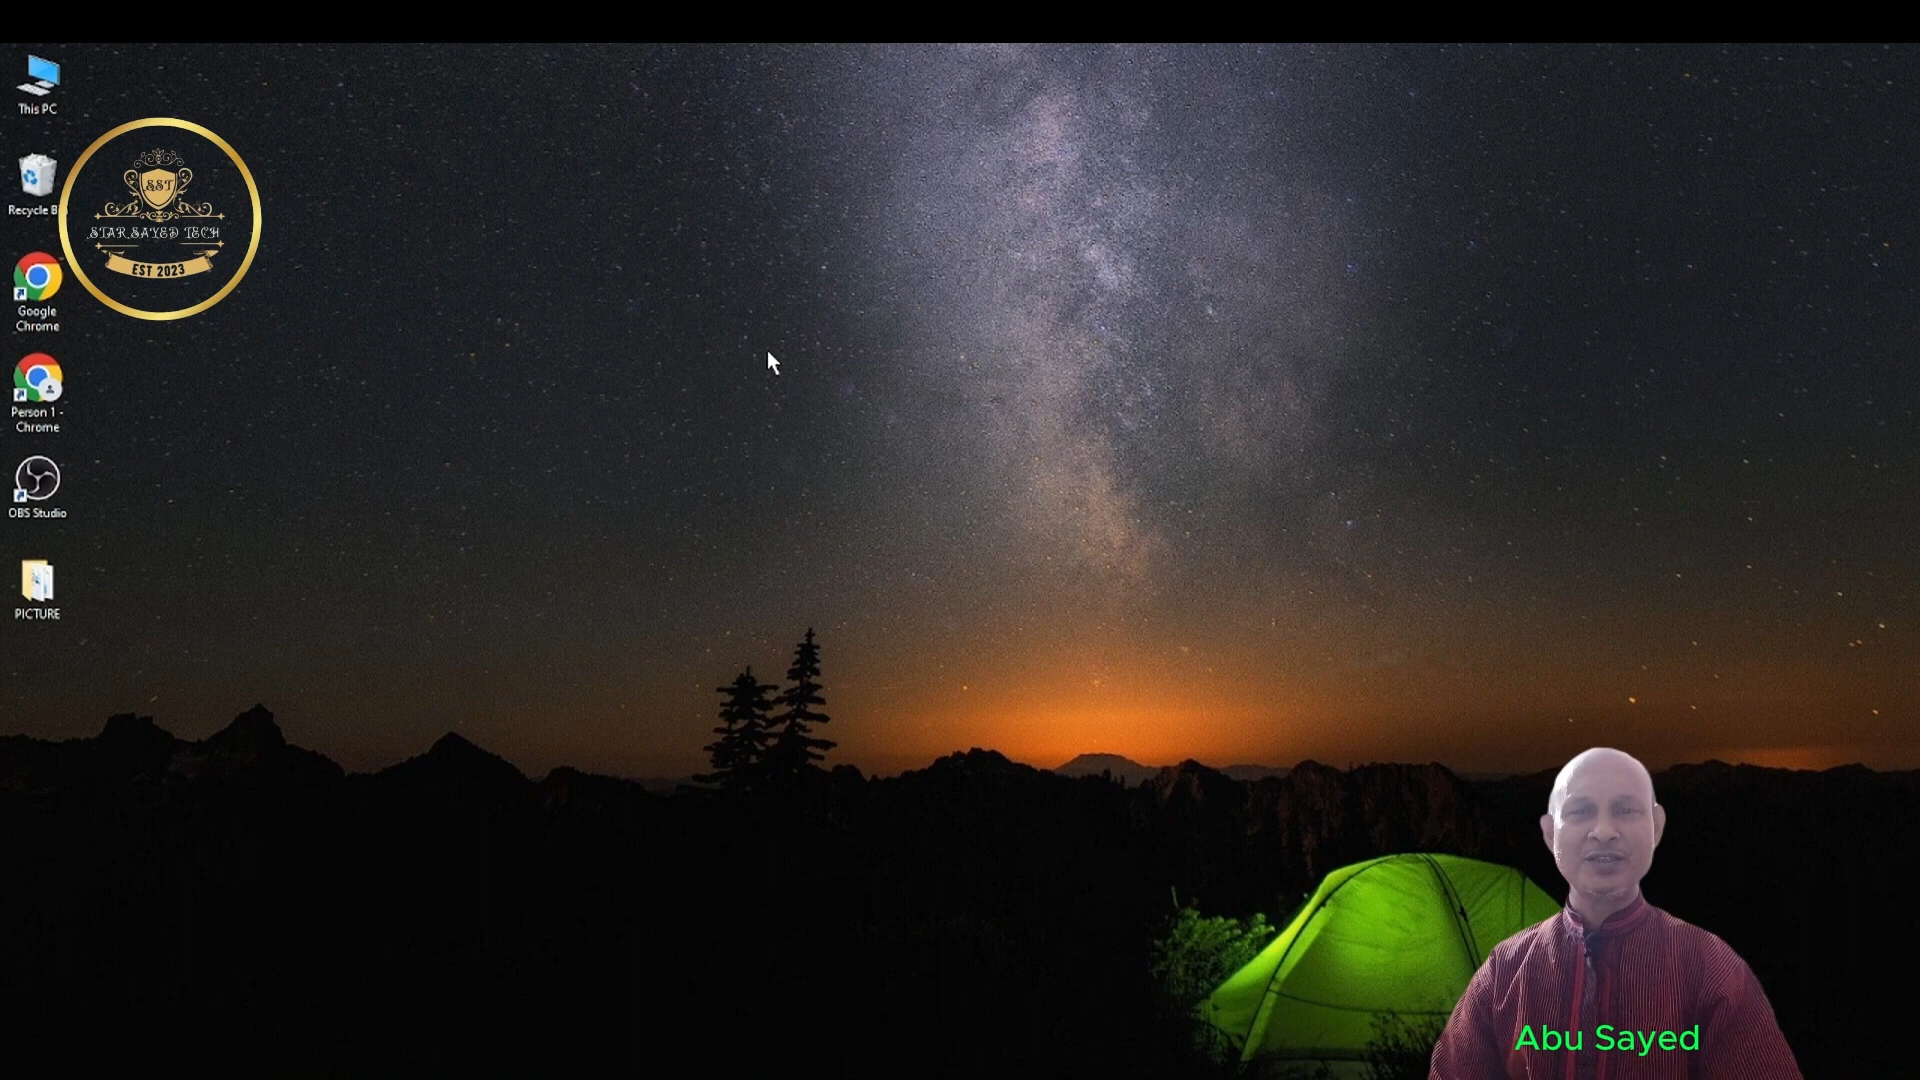 This PC
Recycle B
SST
STAR SAYED TECH
EST 2023
Google
Chrome
Person 1 -
Chrome
OBS Studio
PICTURE
Abu Sayed